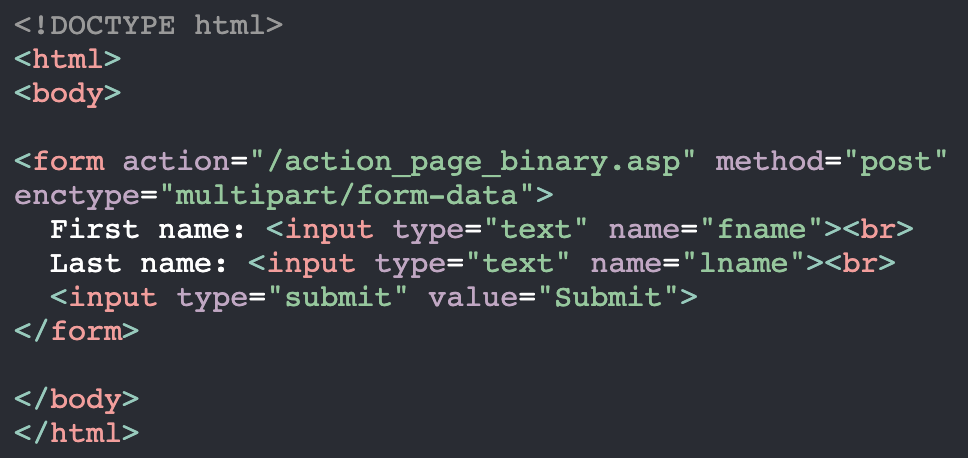 <!DOCTYPE html>
<html>
<body>
<form action="/action_page_binary.asp" method="post"
enctype="multipart/form-data">
First name: <input type="text" name="fname"><br>
Last name: <input type="text" name="lname"><br>
<input type="submit" value="Submit">
</form>
</body>
</html>